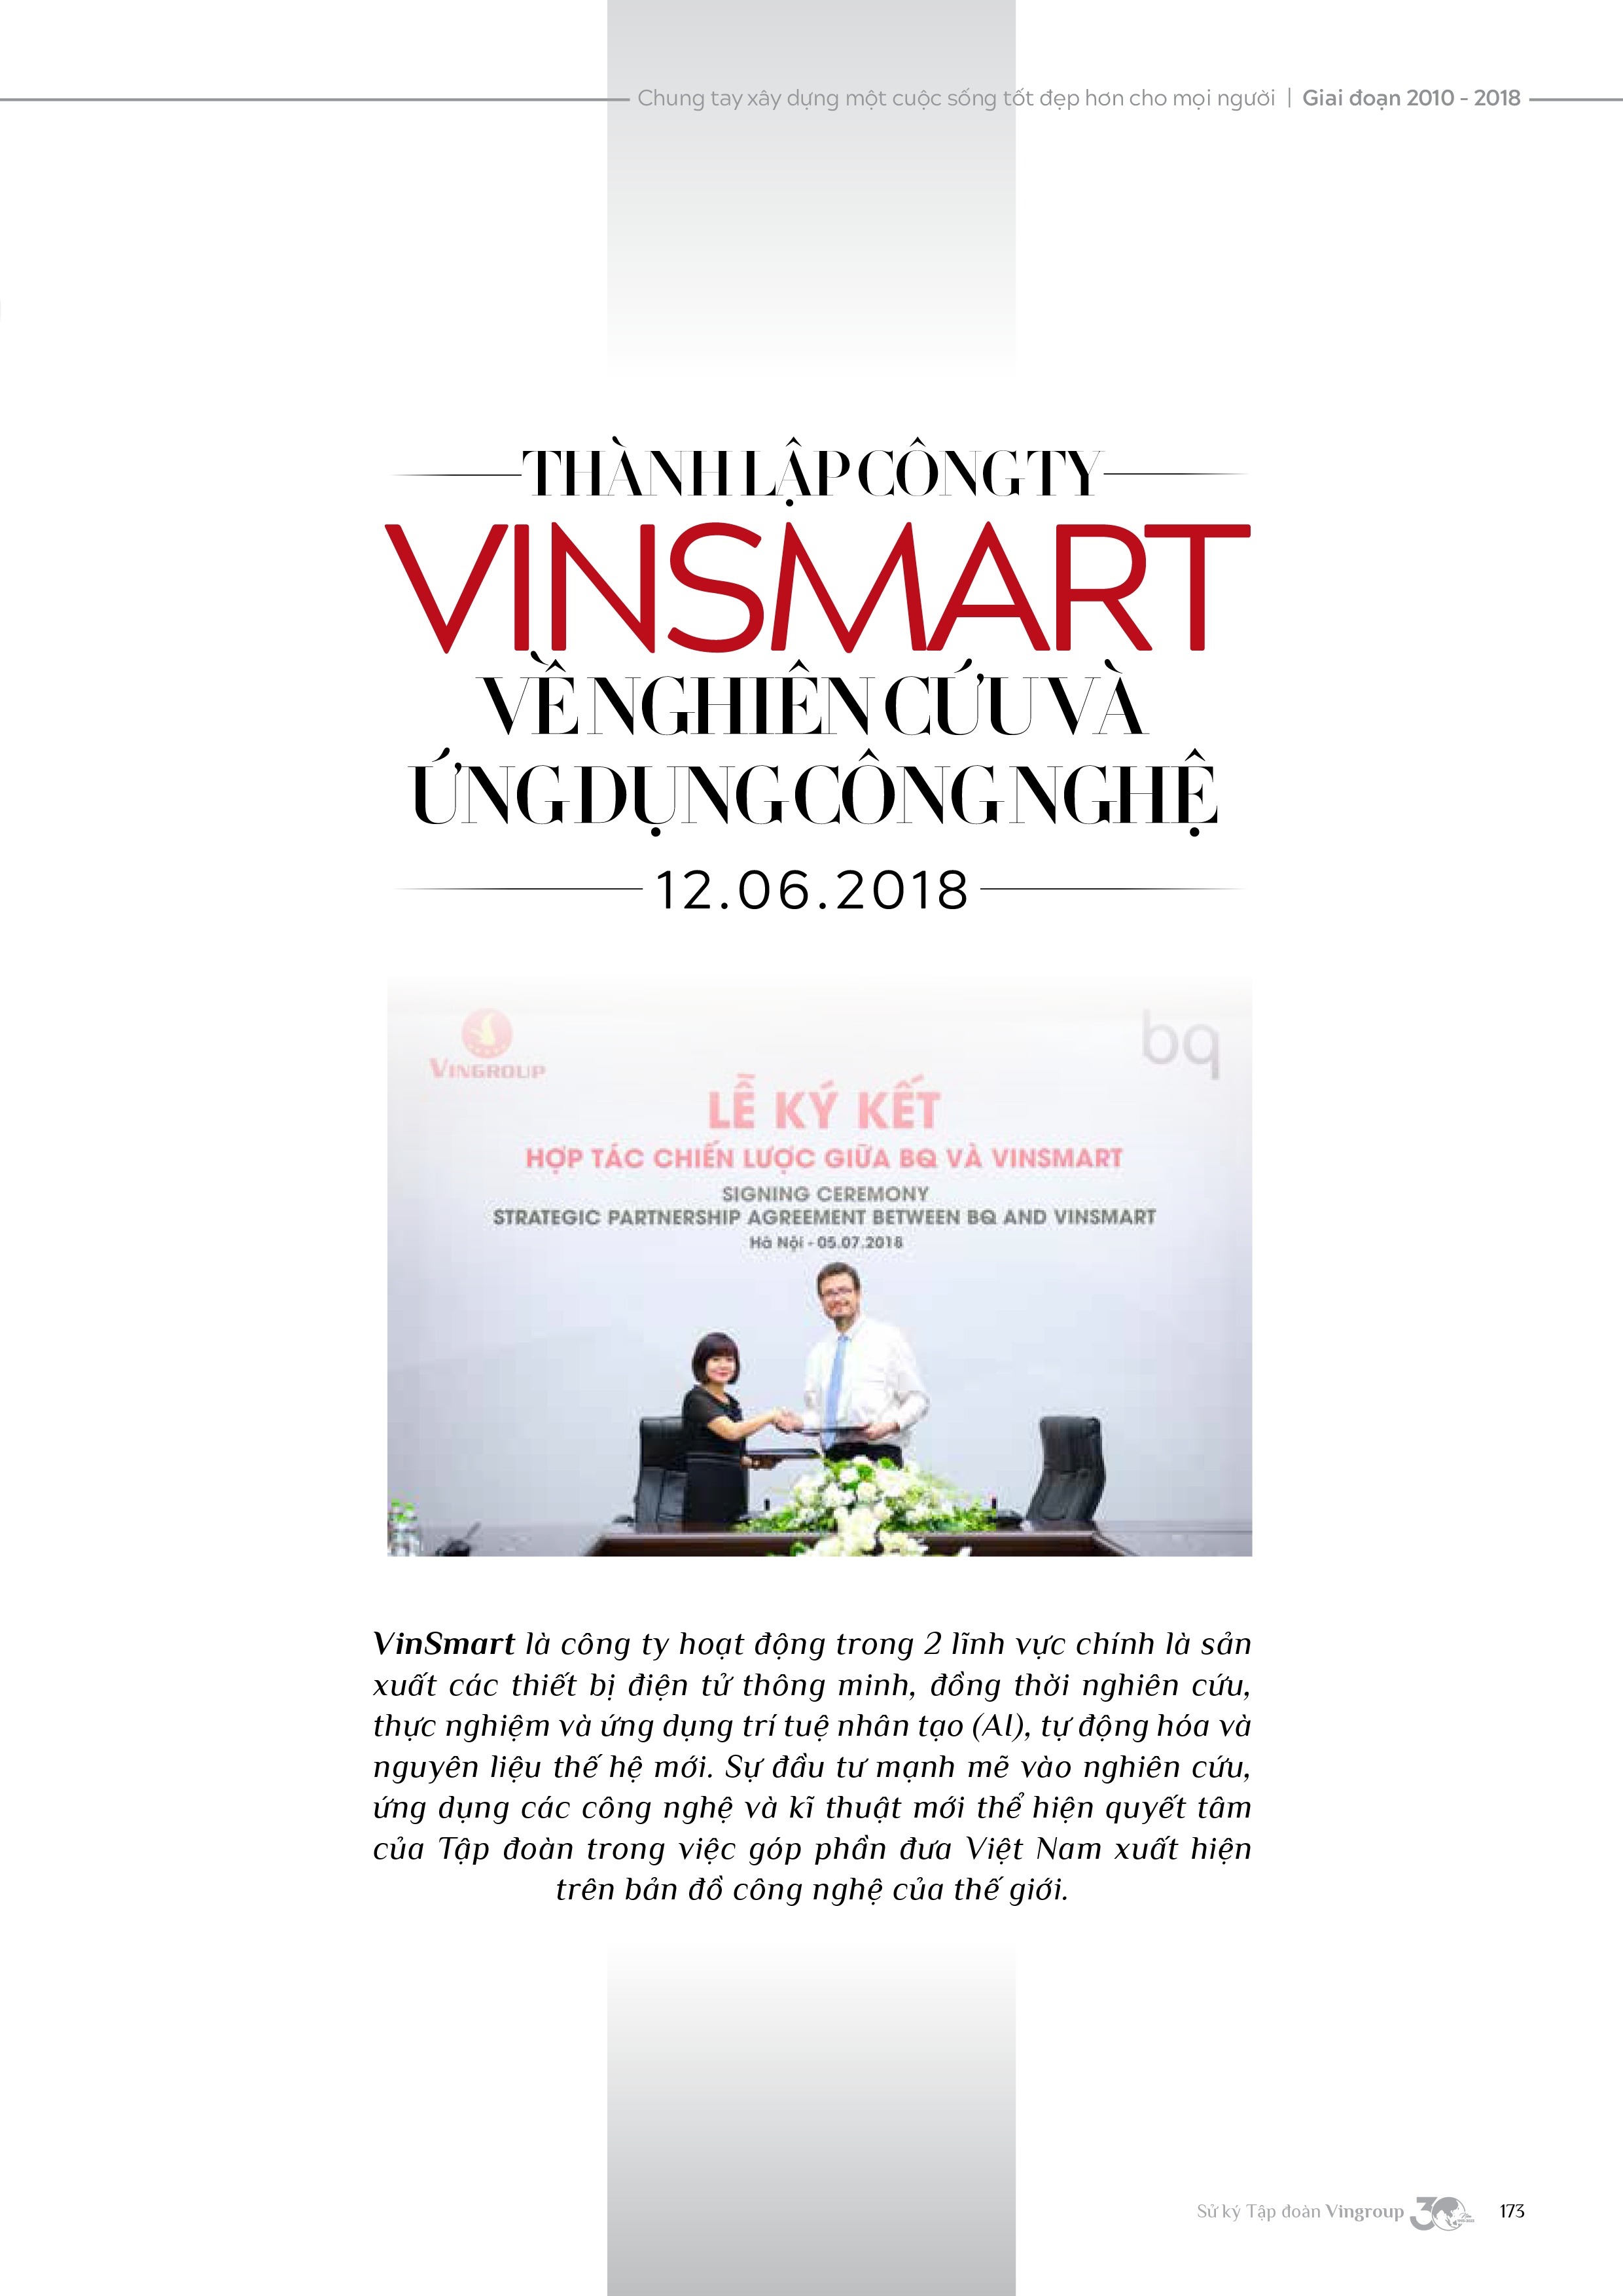 Chung tay xây dựng một cuộc sống tốt đẹp hơn cho mọi người | Giai đoạn 2010 - 2018
THÀNH LẬP CÔNG TY
VINSMART
VỀ NGHIÊN CỨU VÀ
ỨNG DỤNG CÔNG NGHỆ
12.06.2018
VINGROUP
bq
LỄ KÝ KẾT
HỢP TÁC CHIẾN LƯỢC GIỮA BQ VÀ VINSMART
SIGNING CEREMONY
STRATEGIC PARTNERSHIP AGREEMENT BETWEEN BQ AND VINSMART
Hà Nội - 05.07.2018
VinSmart là công ty hoạt động trong 2 lĩnh vực chính là sản
xuất các thiết bị điện tử thông minh, đồng thời nghiên cứu,
thực nghiệm và ứng dụng trí tuệ nhân tạo (AI), tự động hóa và
nguyên liệu thế hệ mới. Sự đầu tư mạnh mẽ vào nghiên cứu,
ứng dụng các công nghệ và kĩ thuật mới thể hiện quyết tâm
của Tập đoàn trong việc góp phần đưa Việt Nam xuất hiện
trên bản đồ công nghệ của thế giới.
Sử ký Tập đoàn Vingroup 30 173